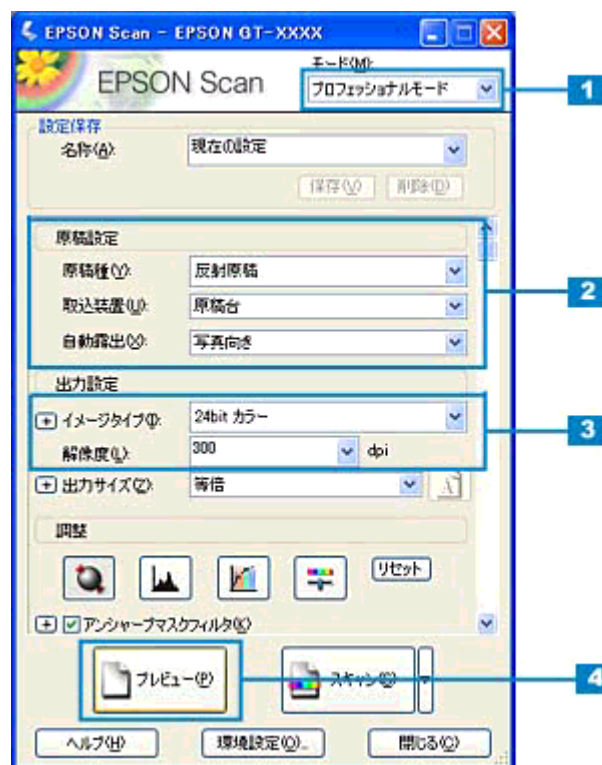 EPSON Scan - EPSON GT-XXXX
EPSON Scan
モード(M):
プロフェッショナルモード
1
設定保存
名称(A):
現在の設定
保存(V)
削除(D)
原稿設定
原稿種(Y):
反射原稿
2
取込装置(U):
原稿台
自動露出(X):
写真向き
出力設定
イメージタイプ(I):
24bit カラー
3
解像度(L):
300
dpi
出力サイズ(Z):
等倍
調整
リセット
アンシャープマスクフィルタ(K)
プレビュー(P)
スキャン(S)
4
ヘルプ(H)
環境設定(O)...
閉じる(C)